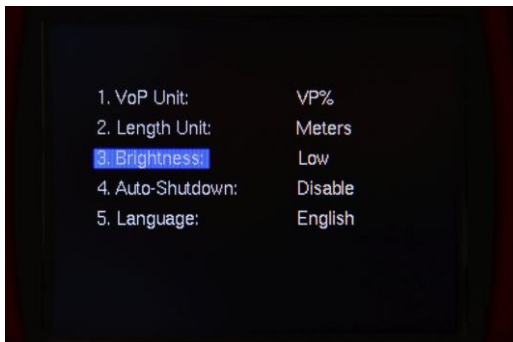 1. VoP Unit: VP%
2. Length Unit: Meters
3. Brightness: Low
4. Auto-Shutdown: Disable
5. Language: English